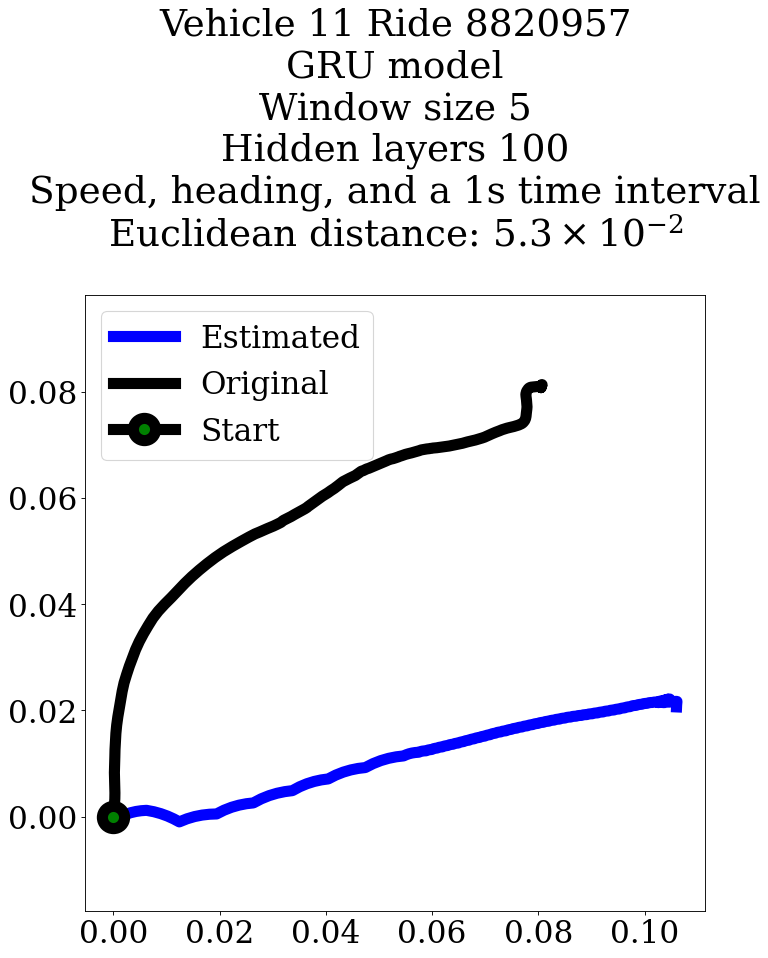 Vehicle 11 Ride 8820957
GRU model
Window size 5
Hidden layers 100
Speed, heading, and a 1s time interval
Euclidean distance: 5.3 × 10⁻²
Estimated
Original
Start
0.08
0.06
0.04
0.02
0.00
0.00 0.02 0.04 0.06 0.08 0.10